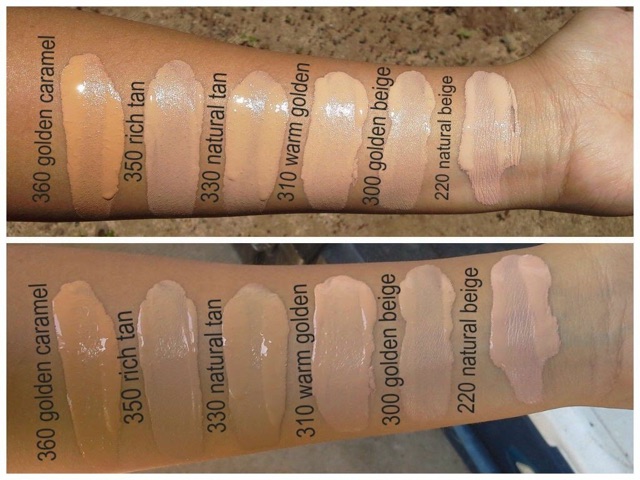 360 golden caramel
350 rich tan
330 natural tan
310 warm golden
300 golden beige
220 natural beige
360 golden caramel
350 rich tan
330 natural tan
310 warm golden
300 golden beige
220 natural beige